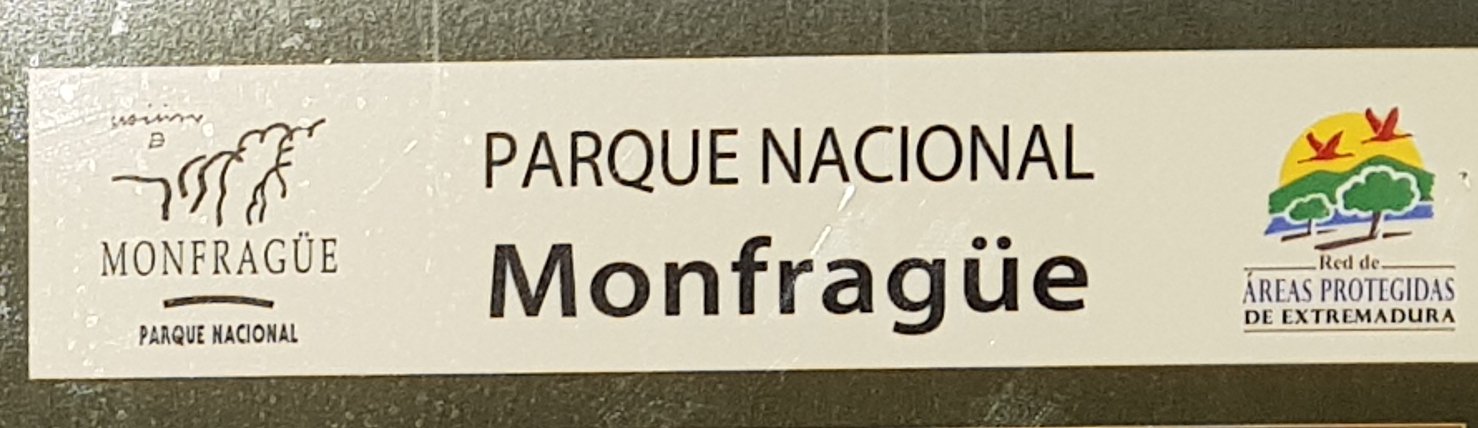 MONFRAGÜE
PARQUE NACIONAL
PARQUE NACIONAL
Monfragüe
Red de
ÁREAS PROTEGIDAS
DE EXTREMADURA